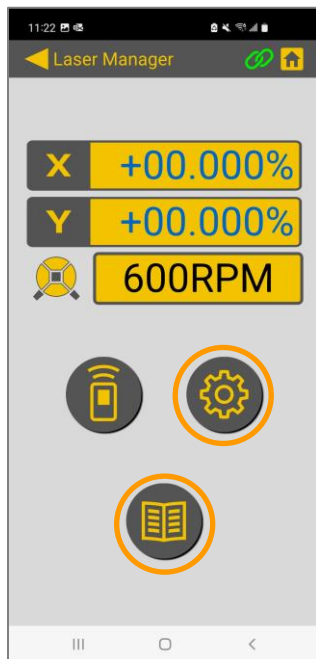 11:22
Laser Manager
X +00.000%
Y +00.000%
600RPM